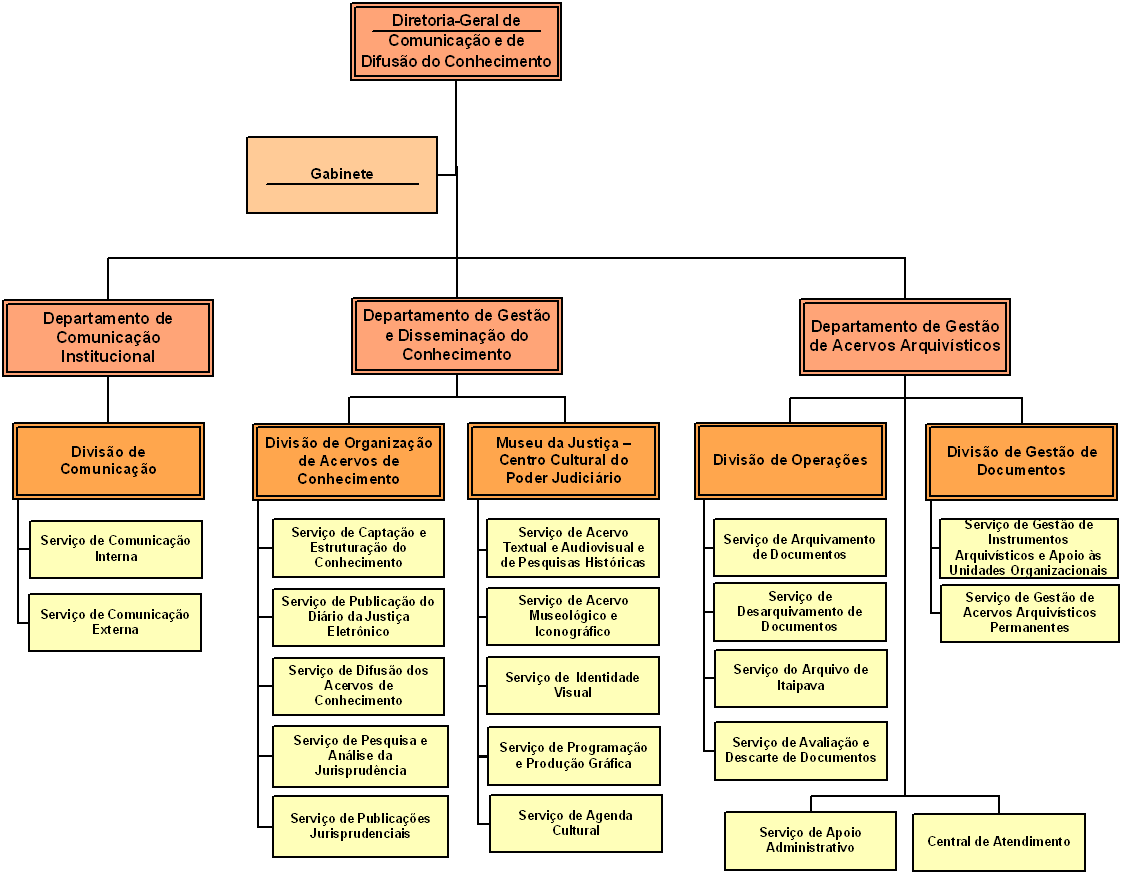 Diretoria-Geral de
Comunicação e de
Difusão do Conhecimento
Gabinete
Departamento de
Comunicação
Institucional
Departamento de Gestão
e Disseminação do
Conhecimento
Departamento de Gestão
de Acervos Arquivísticos
Divisão de
Comunicação
Divisão de Organização
de Acervos de
Conhecimento
Museu da Justiça –
Centro Cultural do
Poder Judiciário
Divisão de Operações
Divisão de Gestão de
Documentos
Serviço de Comunicação
Interna
Serviço de Comunicação
Externa
Serviço de Captação e
Estruturação do
Conhecimento
Serviço de Publicação do
Diário da Justiça
Eletrônico
Serviço de Difusão dos
Acervos de
Conhecimento
Serviço de Pesquisa e
Análise da
Jurisprudência
Serviço de Publicações
Jurisprudenciais
Serviço de Acervo
Textual e Audiovisual e
de Pesquisas Históricas
Serviço de Acervo
Museológico e
Iconográfico
Serviço de Identidade
Visual
Serviço de Programação
e Produção Gráfica
Serviço de Agenda
Cultural
Serviço de Arquivamento
de Documentos
Serviço de
Desarquivamento de
Documentos
Serviço do Arquivo de
Itaipava
Serviço de Avaliação e
Descarte de Documentos
Serviço de Gestão de
Instrumentos
Arquivísticos e Apoio às
Unidades Organizacionais
Serviço de Gestão de
Acervos Arquivísticos
Permanentes
Serviço de Apoio
Administrativo
Central de Atendimento